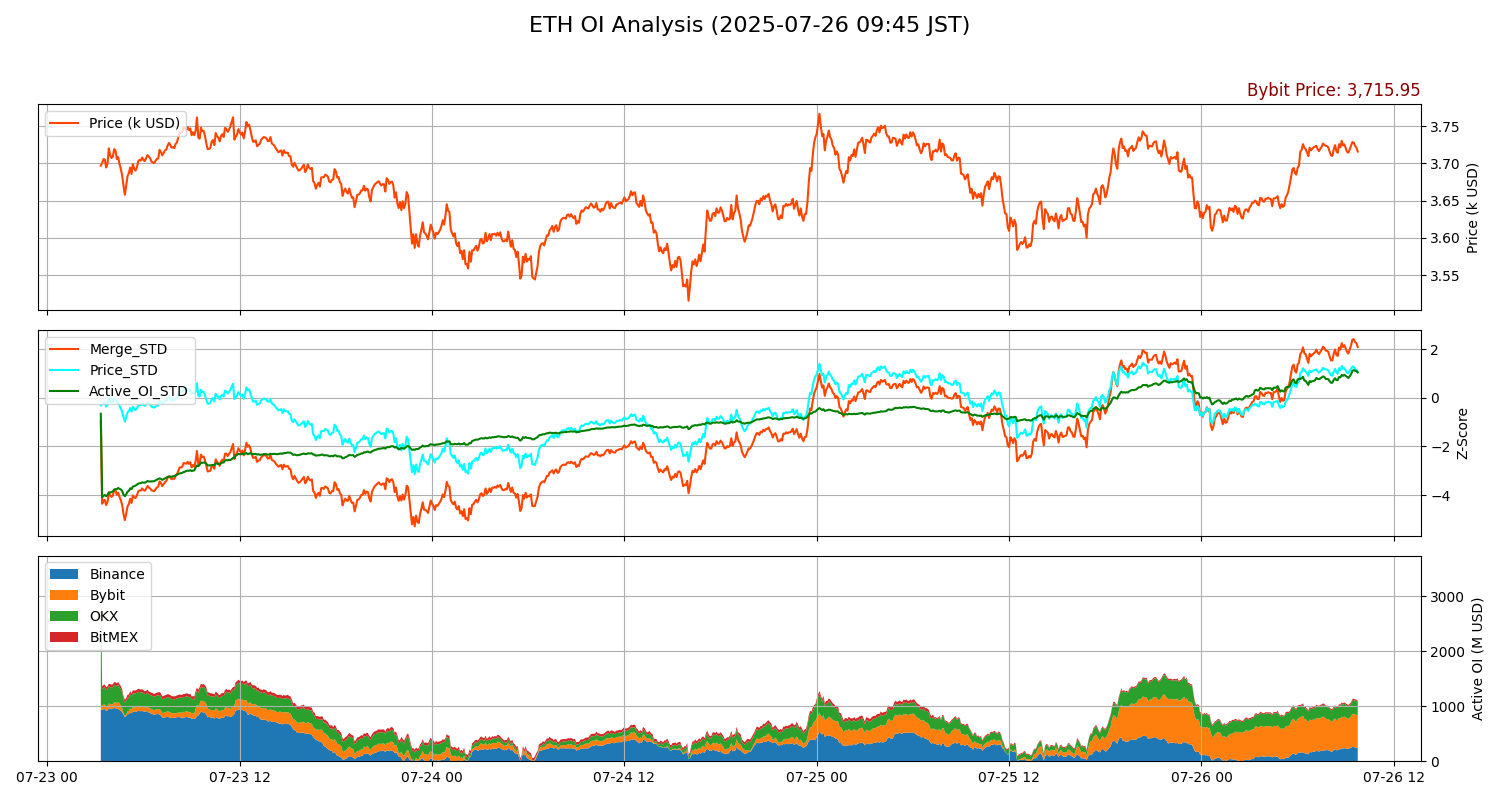 ETH OI Analysis (2025-07-26 09:45 JST)
Bybit Price: 3,715.95
Price (k USD)
3.75
3.70
3.65
3.60
3.55
Price (k USD)
Merge_STD
Price_STD
Active_OI_STD
2
0
−2
−4
Z-Score
Binance
Bybit
OKX
BitMEX
3000
2000
1000
0
Active OI (M USD)
07-23 00
07-23 12
07-24 00
07-24 12
07-25 00
07-25 12
07-26 00
07-26 12